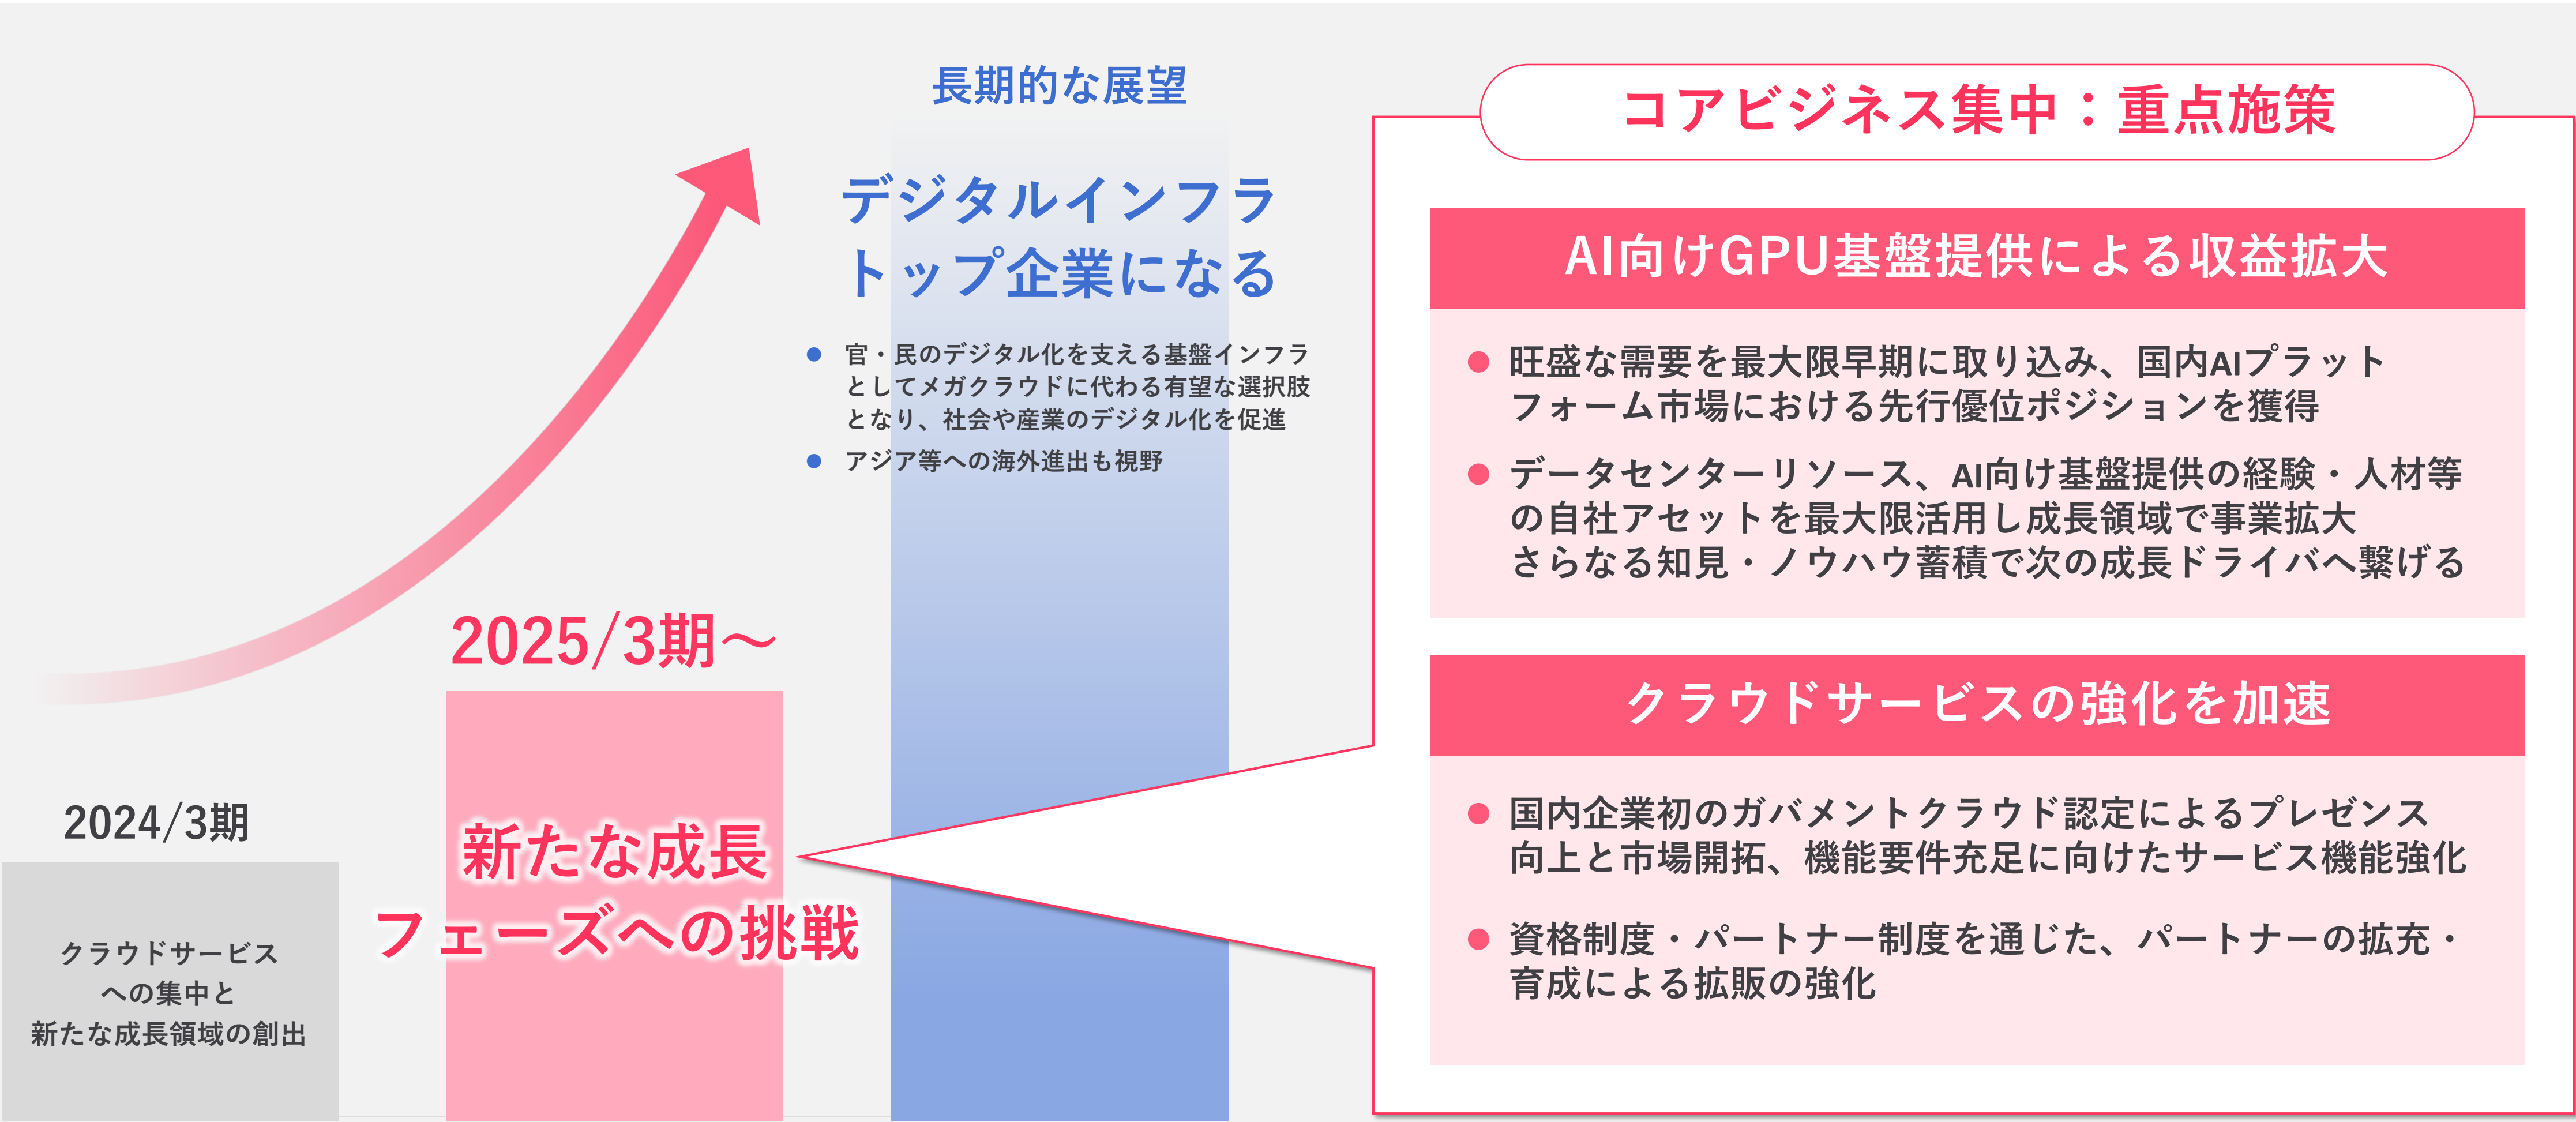 2024/3期
クラウドサービス
への集中と
新たな成長領域の創出
2025/3期～
新たな成長
フェーズへの挑戦
長期的な展望
デジタルインフラ
トップ企業になる
● 官・民のデジタル化を支える基盤インフラ
としてメガクラウドに代わる有望な選択肢
となり、社会や産業のデジタル化を促進
● アジア等への海外進出も視野
コアビジネス集中：重点施策
AI向けGPU基盤提供による収益拡大
● 旺盛な需要を最大限早期に取り込み、国内AIプラット
フォーム市場における先行優位ポジションを獲得
● データセンターリソース、AI向け基盤提供の経験・人材等
の自社アセットを最大限活用し成長領域で事業拡大
さらなる知見・ノウハウ蓄積で次の成長ドライバへ繋げる
クラウドサービスの強化を加速
● 国内企業初のガバメントクラウド認定によるプレゼンス
向上と市場開拓、機能要件充足に向けたサービス機能強化
● 資格制度・パートナー制度を通じた、パートナーの拡充・
育成による拡販の強化